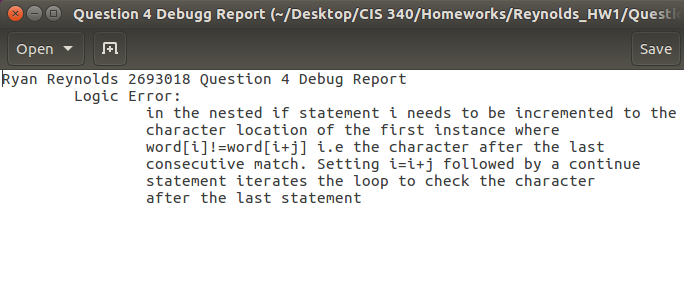 Question 4 Debugg Report (~/Desktop/CIS 340/Homeworks/Reynolds_HW1/Questio
Open
Save
Ryan Reynolds 2693018 Question 4 Debug Report
Logic Error:
in the nested if statement i needs to be incremented to the
character location of the first instance where
word[i]!=word[i+j] i.e the character after the last
consecutive match. Setting i=i+j followed by a continue
statement iterates the loop to check the character
after the last statement